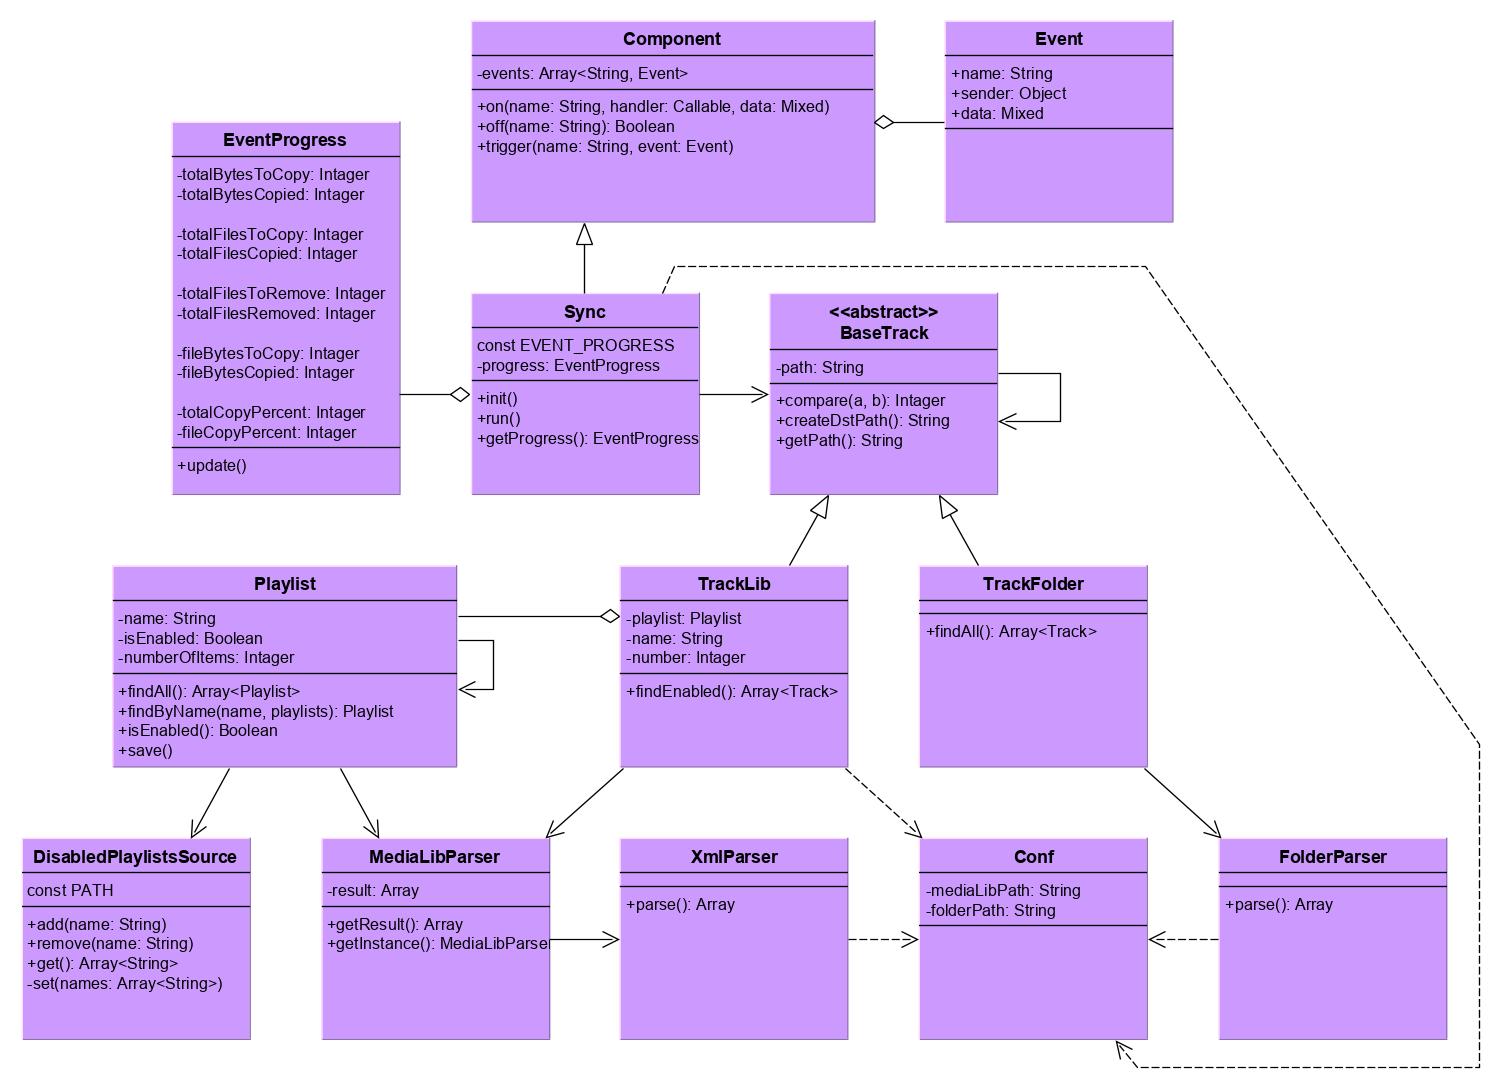 Component
-events: Array<String, Event>
+on(name: String, handler: Callable, data: Mixed)
+off(name: String): Boolean
+trigger(name: String, event: Event)
Event
+name: String
+sender: Object
+data: Mixed
EventProgress
-totalBytesToCopy: Intager
-totalBytesCopied: Intager
-totalFilesToCopy: Intager
-totalFilesCopied: Intager
-totalFilesToRemove: Intager
-totalFilesRemoved: Intager
-fileBytesToCopy: Intager
-fileBytesCopied: Intager
-totalCopyPercent: Intager
-fileCopyPercent: Intager
+update()
Sync
const EVENT_PROGRESS
-progress: EventProgress
+init()
+run()
+getProgress(): EventProgress
<<abstract>>
BaseTrack
-path: String
+compare(a, b): Integer
+createDstPath(): String
+getPath(): String
Playlist
-name: String
-isEnabled: Boolean
-numberOfItems: Intager
+findAll(): Array<Playlist>
+findByName(name, playlists): Playlist
+isEnabled(): Boolean
+save()
TrackLib
-playlist: Playlist
-name: String
-number: Intager
+findEnabled(): Array<Track>
TrackFolder
+findAll(): Array<Track>
DisabledPlaylistsSource
const PATH
+add(name: String)
+remove(name: String)
+get(): Array<String>
-set(names: Array<String>)
MediaLibParser
-result: Array
+getResult(): Array
+getInstance(): MediaLibParser
XmlParser
+parse(): Array
Conf
-mediaLibPath: String
-folderPath: String
FolderParser
+parse(): Array